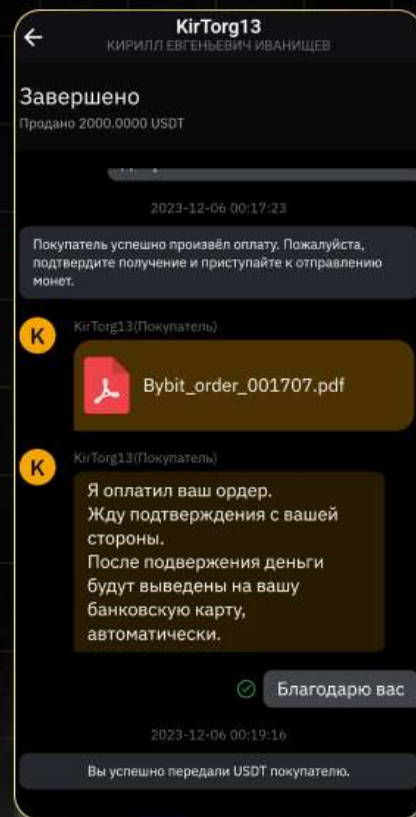 KirTorg13
КИРИЛЛ ЕВГЕНЬЕВИЧ ИВАНИЩЕВ
Завершено
Продано 2000.0000 USDT
2023-12-06 00:17:23
Покупатель успешно произвёл оплату. Пожалуйста,
подтвердите получение и приступайте к отправлению
монет.
K
KirTorg13(Покупатель)
Bybit_order_001707.pdf
K
KirTorg13(Покупатель)
Я оплатил ваш ордер.
Жду подтверждения с вашей
стороны.
После подвержения деньги
будут выведены на вашу
банковскую карту,
автоматически.
Благодарю вас
2023-12-06 00:19:16
Вы успешно передали USDT покупателю.